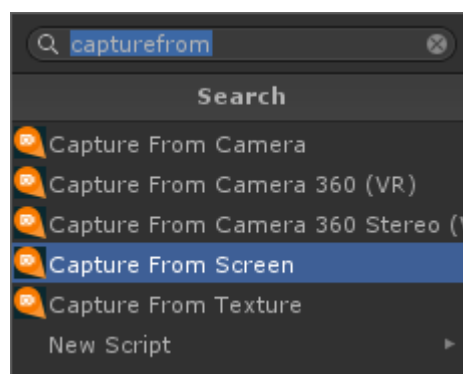 capturefrom
Search
Capture From Camera
Capture From Camera 360 (VR)
Capture From Camera 360 Stereo (
Capture From Screen
Capture From Texture
New Script